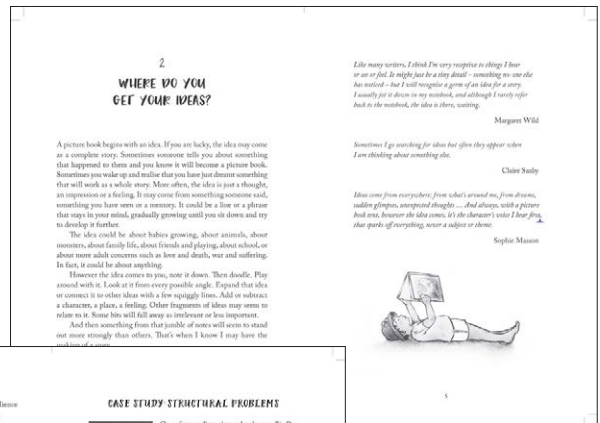 2
WHERE DO YOU
GET YOUR IDEAS?
A picture book begins with an idea. If you are lucky, the idea may come
as a complete story. Sometimes someone tells you about something
that happened to them and you know it will become a picture book.
Sometimes you wake up and realise that you have just dreamt something
that will work as a whole story. More often, the idea is just a thought,
an impression or a feeling. It may come from something someone said,
something you have seen or a memory. It could be a line or a phrase
that stays in your mind, gradually growing until you sit down and try
to develop it further.
The idea could be about babies growing, about animals, about
monsters, about family life, about friends and playing, about school, or
about more adult concerns such as love and death, war and suffering.
In fact, it could be about anything.
However the idea comes to you, note it down. Then doodle. Play
around with it. Look at it from every possible angle. Expand that idea
or connect it to other ideas with a few squiggly lines. Add or subtract
a character, a place, a feeling. Other fragments of ideas may seem to
relate to it. Some bits will fall away as irrelevant or less important.
And then something from that jumble of notes will seem to stand
out more strongly than others. That's when I know I may have the
Like many writers, I think I'm very receptive to things I hear
or see or feel. It might just be a tiny detail – something no-one else
has noticed – but I will recognise a germ of an idea for a story.
I usually jot it down in my notebook, and although I rarely refer
back to the notebook, the idea is there, waiting.
Margaret Wild
Sometimes I go searching for ideas but often they appear when
I am thinking about something else.
Claire Saxby
Ideas come from everywhere: from what's around me, from dreams,
sudden glimpses, unexpected thoughts ... And always, with a picture
book text, however the idea comes, it's the character's voice I hear first,
that sparks off everything, never a subject or theme.
Sophie Masson
5
CASE STUDY: STRUCTURAL PROBLEMS